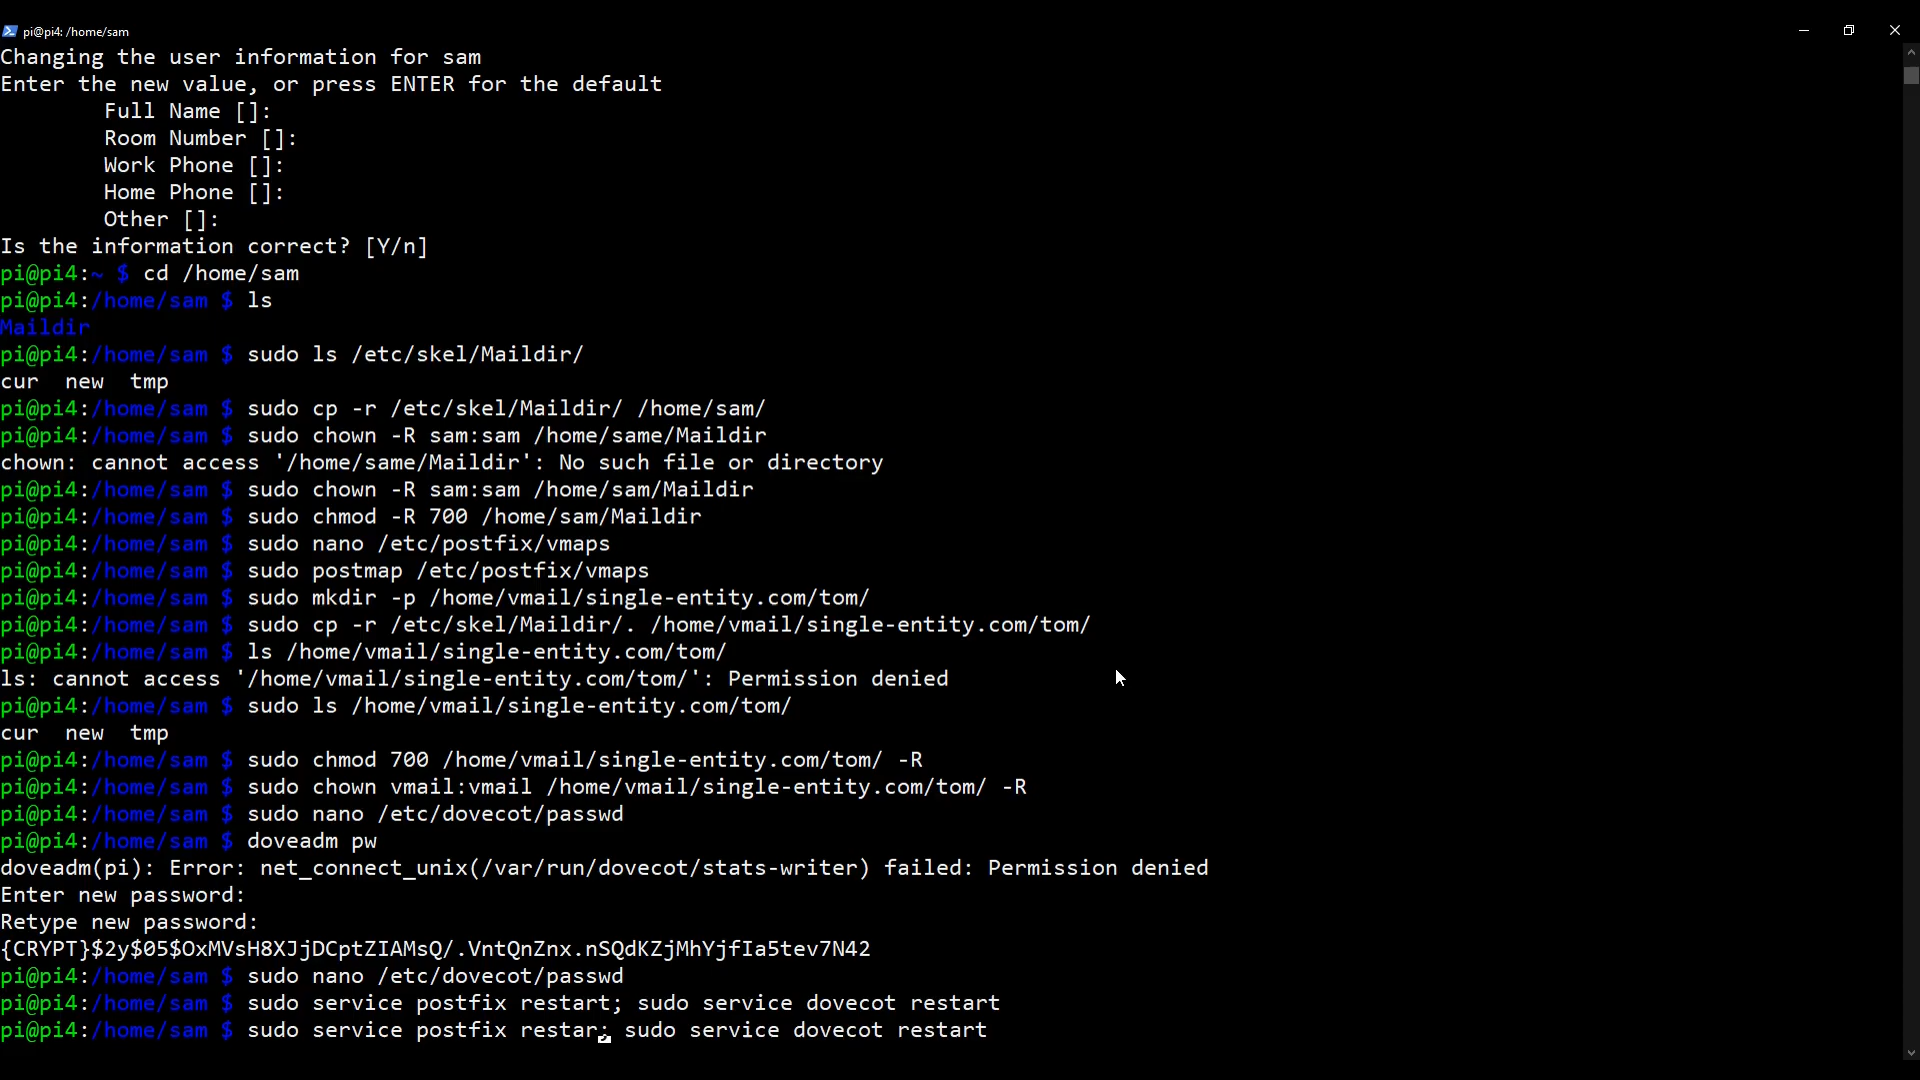 pi@pi4: /home/sam
Changing the user information for sam
Enter the new value, or press ENTER for the default
Full Name []:
Room Number []:
Work Phone []:
Home Phone []:
Other []:
Is the information correct? [Y/n]
pi@pi4:~ $ cd /home/sam
pi@pi4:/home/sam $ ls
Maildir
pi@pi4:/home/sam $ sudo ls /etc/skel/Maildir/
cur  new  tmp
pi@pi4:/home/sam $ sudo cp -r /etc/skel/Maildir/ /home/sam/
pi@pi4:/home/sam $ sudo chown -R sam:sam /home/same/Maildir
chown: cannot access '/home/same/Maildir': No such file or directory
pi@pi4:/home/sam $ sudo chown -R sam:sam /home/sam/Maildir
pi@pi4:/home/sam $ sudo chmod -R 700 /home/sam/Maildir
pi@pi4:/home/sam $ sudo nano /etc/postfix/vmaps
pi@pi4:/home/sam $ sudo postmap /etc/postfix/vmaps
pi@pi4:/home/sam $ sudo mkdir -p /home/vmail/single-entity.com/tom/
pi@pi4:/home/sam $ sudo cp -r /etc/skel/Maildir/. /home/vmail/single-entity.com/tom/
pi@pi4:/home/sam $ ls /home/vmail/single-entity.com/tom/
ls: cannot access '/home/vmail/single-entity.com/tom/': Permission denied
pi@pi4:/home/sam $ sudo ls /home/vmail/single-entity.com/tom/
cur  new  tmp
pi@pi4:/home/sam $ sudo chmod 700 /home/vmail/single-entity.com/tom/ -R
pi@pi4:/home/sam $ sudo chown vmail:vmail /home/vmail/single-entity.com/tom/ -R
pi@pi4:/home/sam $ sudo nano /etc/dovecot/passwd
pi@pi4:/home/sam $ doveadm pw
doveadm(pi): Error: net_connect_unix(/var/run/dovecot/stats-writer) failed: Permission denied
Enter new password:
Retype new password:
{CRYPT}$2y$05$OxMVsH8XJjDCptZIAMsQ/.VntQnZnx.nSQdKZjMhYjfIa5tev7N42
pi@pi4:/home/sam $ sudo nano /etc/dovecot/passwd
pi@pi4:/home/sam $ sudo service postfix restart; sudo service dovecot restart
pi@pi4:/home/sam $ sudo service postfix restar; sudo service dovecot restart